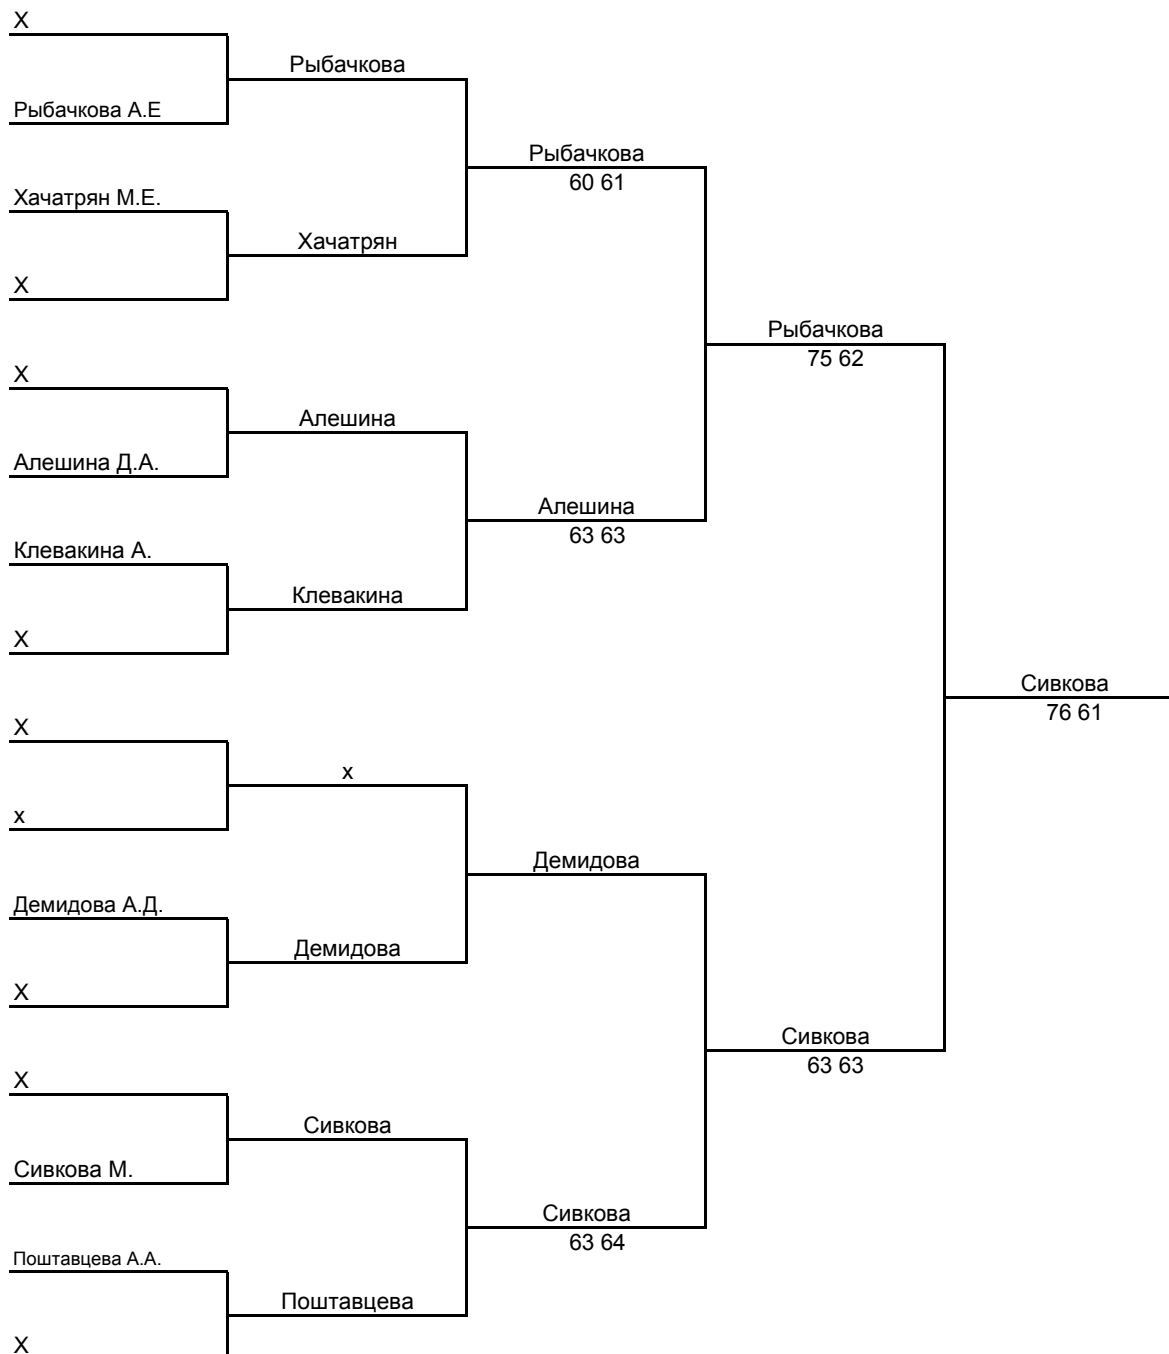 X
Рыбачкова
Рыбачкова А.Е
Рыбачкова
60 61
Хачатрян М.Е.
Хачатрян
X
Рыбачкова
75 62
X
Алешина
Алешина Д.А.
Алешина
63 63
Клевакина А.
Клевакина
X
Сивкова
76 61
X
x
x
Демидова
Демидова А.Д.
Демидова
X
Сивкова
63 63
X
Сивкова
Сивкова М.
Сивкова
63 64
Поштавцева А.А.
Поштавцева
X